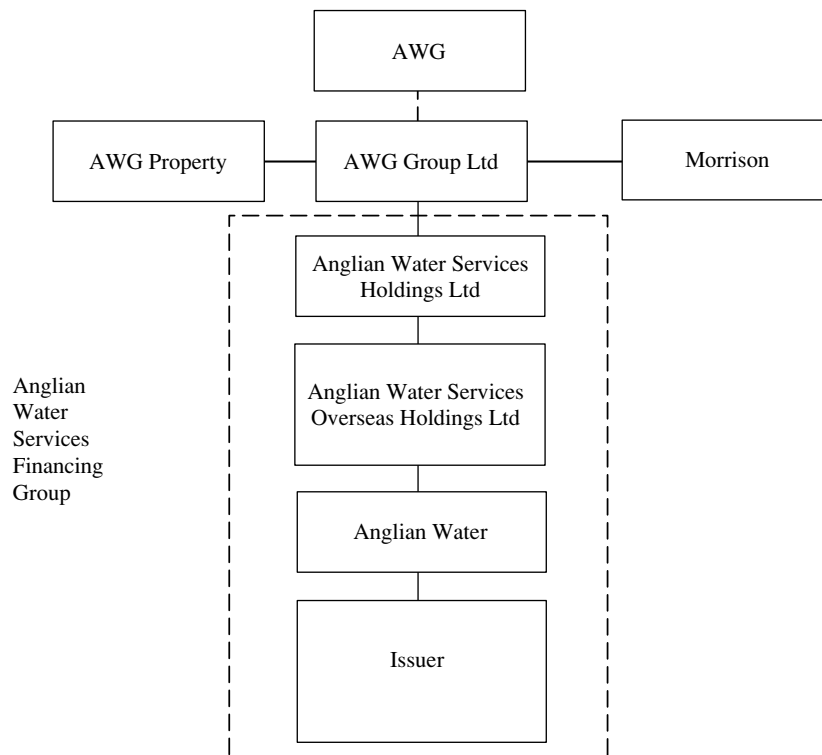 AWG
AWG Property
AWG Group Ltd
Morrison
Anglian Water Services
Holdings Ltd
Anglian
Water
Services
Financing
Group
Anglian Water Services
Overseas Holdings Ltd
Anglian Water
Issuer